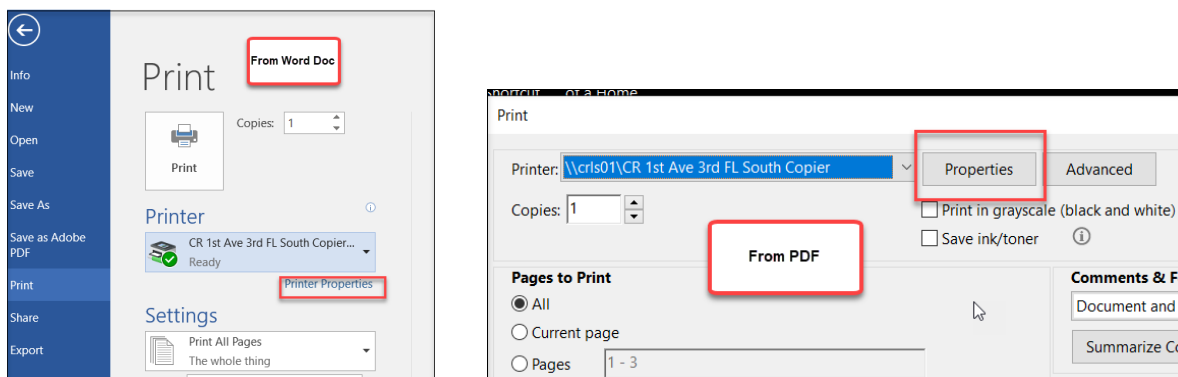 From Word Doc
Print
Info
New
Open
Save
Save As
Save as Adobe
PDF
Print
Share
Export
Copies: 1
Print
Printer
CR 1st Ave 3rd FL South Copier...
Ready
Printer Properties
Settings
Print All Pages
The whole thing
Shortcut of a Home
Print
Printer: \\crls01\CR 1st Ave 3rd FL South Copier
Properties
Advanced
Copies: 1
Print in grayscale (black and white)
Save ink/toner
From PDF
Pages to Print
All
Current page
Pages 1 - 3
Comments & F
Document and
Summarize Co